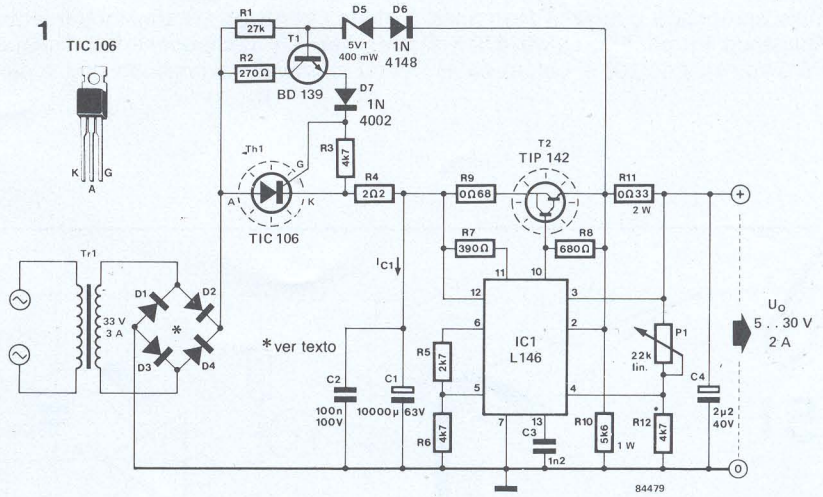 1
TIC 106
K
A
G
R1
27k
R2
270Ω
T1
BD 139
D5
5V1
400 mW
D6
1N
4148
D7
1N
4002
R3
4k7
Th1
G
A
K
TIC 106
R4
2Ω2
R9
0Ω68
T2
TIP 142
R11
0Ω33
2 W
R7
390Ω
R8
680Ω
IC1
11
10
12
3
6
2
5
4
7
13
IC1
L146
Tr1
33 V
3 A
D1
D2
D3
D4
*
*ver texto
R5
2k7
R6
4k7
C2
100n
100V
C1
10000µ
63V
C3
1n2
R10
5k6
1 W
P1
22k
lin.
R12
4k7
*
C4
2µ2
40V
+
0
UO
5 . . 30 V
2 A
84479